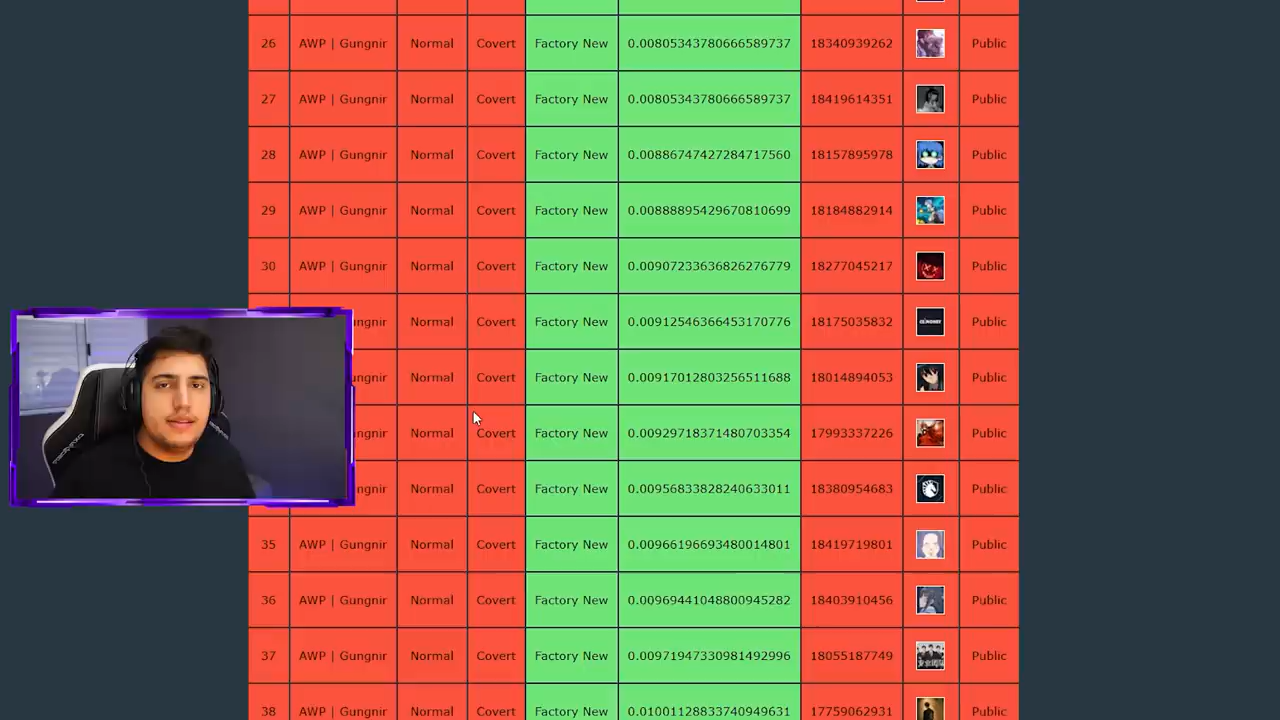 26 AWP | Gungnir Normal Covert Factory New 0.00805343780666589737 18340939262 Public
27 AWP | Gungnir Normal Covert Factory New 0.00805343780666589737 18419614351 Public
28 AWP | Gungnir Normal Covert Factory New 0.00886747427284717560 18157895978 Public
29 AWP | Gungnir Normal Covert Factory New 0.00888895429670810699 18184882914 Public
30 AWP | Gungnir Normal Covert Factory New 0.00907233636826276779 18277045217 Public
ngnir Normal Covert Factory New 0.00912546366453170776 18175035832 Public
ngnir Normal Covert Factory New 0.00917012803256511688 18014894053 Public
ngnir Normal Covert Factory New 0.00929718371480703354 17993337226 Public
ngnir Normal Covert Factory New 0.00956833828240633011 18380954683 Public
35 AWP | Gungnir Normal Covert Factory New 0.00966196693480014801 18419719801 Public
36 AWP | Gungnir Normal Covert Factory New 0.00969441048800945282 18403910456 Public
37 AWP | Gungnir Normal Covert Factory New 0.00971947330981492996 18055187749 Public
38 AWP | Gungnir Normal Covert Factory New 0.01001128833740949631 17759062931 Public